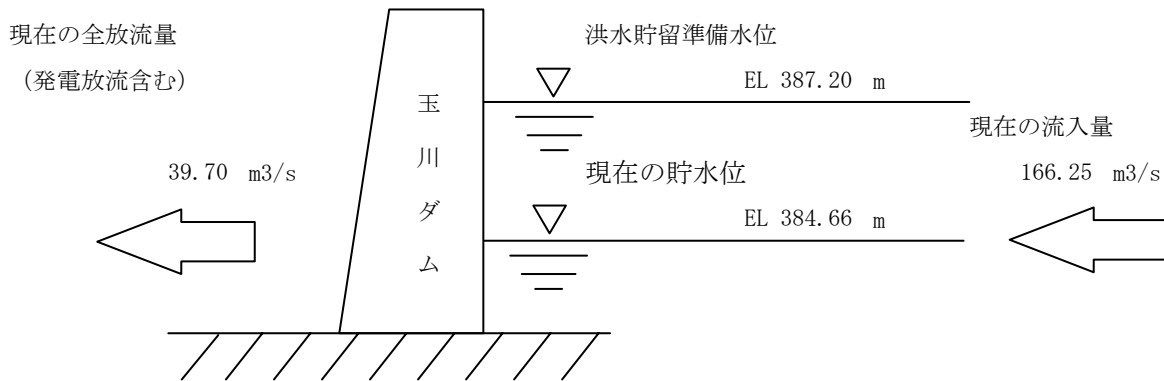 現在の全放流量
（発電放流含む）
39.70 m3/s
玉川ダム
洪水貯留準備水位
EL 387.20 m
現在の貯水位
EL 384.66 m
現在の流入量
166.25 m3/s